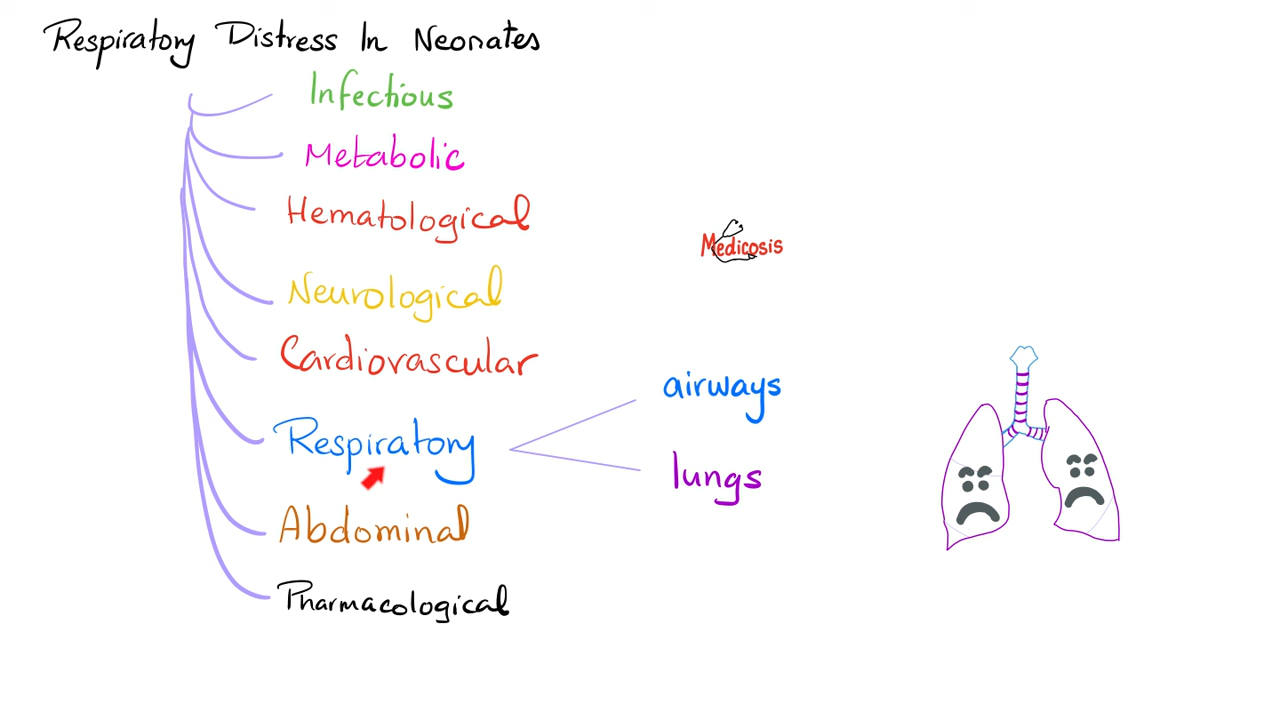 Respiratory Distress In Neonates
Infectious
Metabolic
Hematological
Neurological
Cardiovascular
Respiratory
Abdominal
Pharmacological
Medicosis
airways
lungs